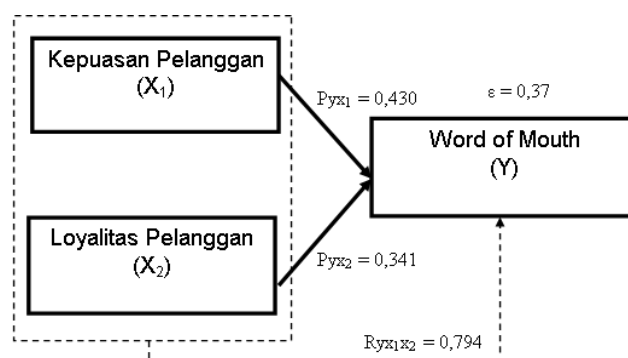 Kepuasan Pelanggan
(X₁)
Pyx₁ = 0,430
ε = 0,37
Word of Mouth
(Y)
Loyalitas Pelanggan
(X₂)
Pyx₂ = 0,341
Ryx₁x₂ = 0,794